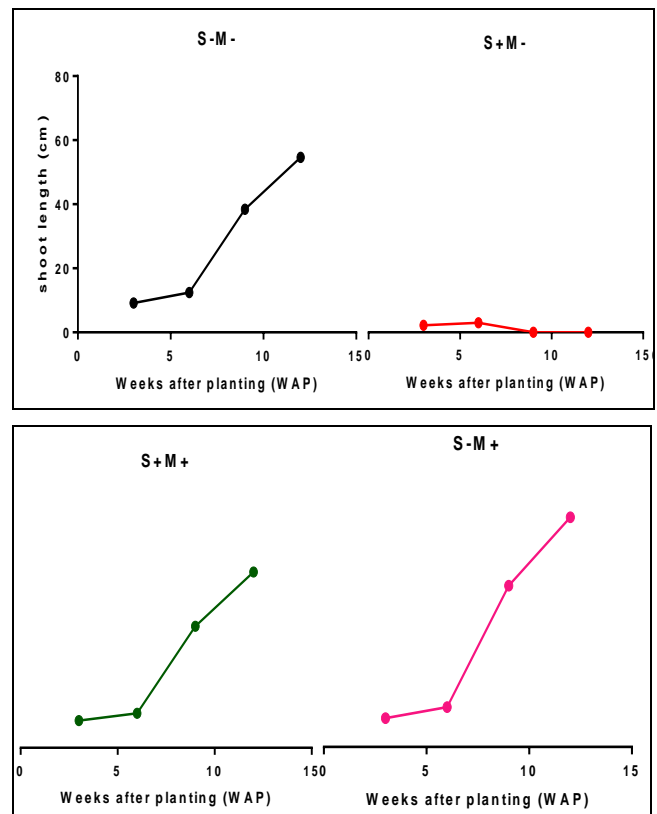 S-M-
S+M-
80
60
40
20
0
shoot length (cm)
0 5 10 15
0 5 10 15
Weeks after planting (WAP)
Weeks after planting (WAP)
S+M+
S-M+
0 5 10 15
0 5 10 15
Weeks after planting (WAP)
Weeks after planting (WAP)